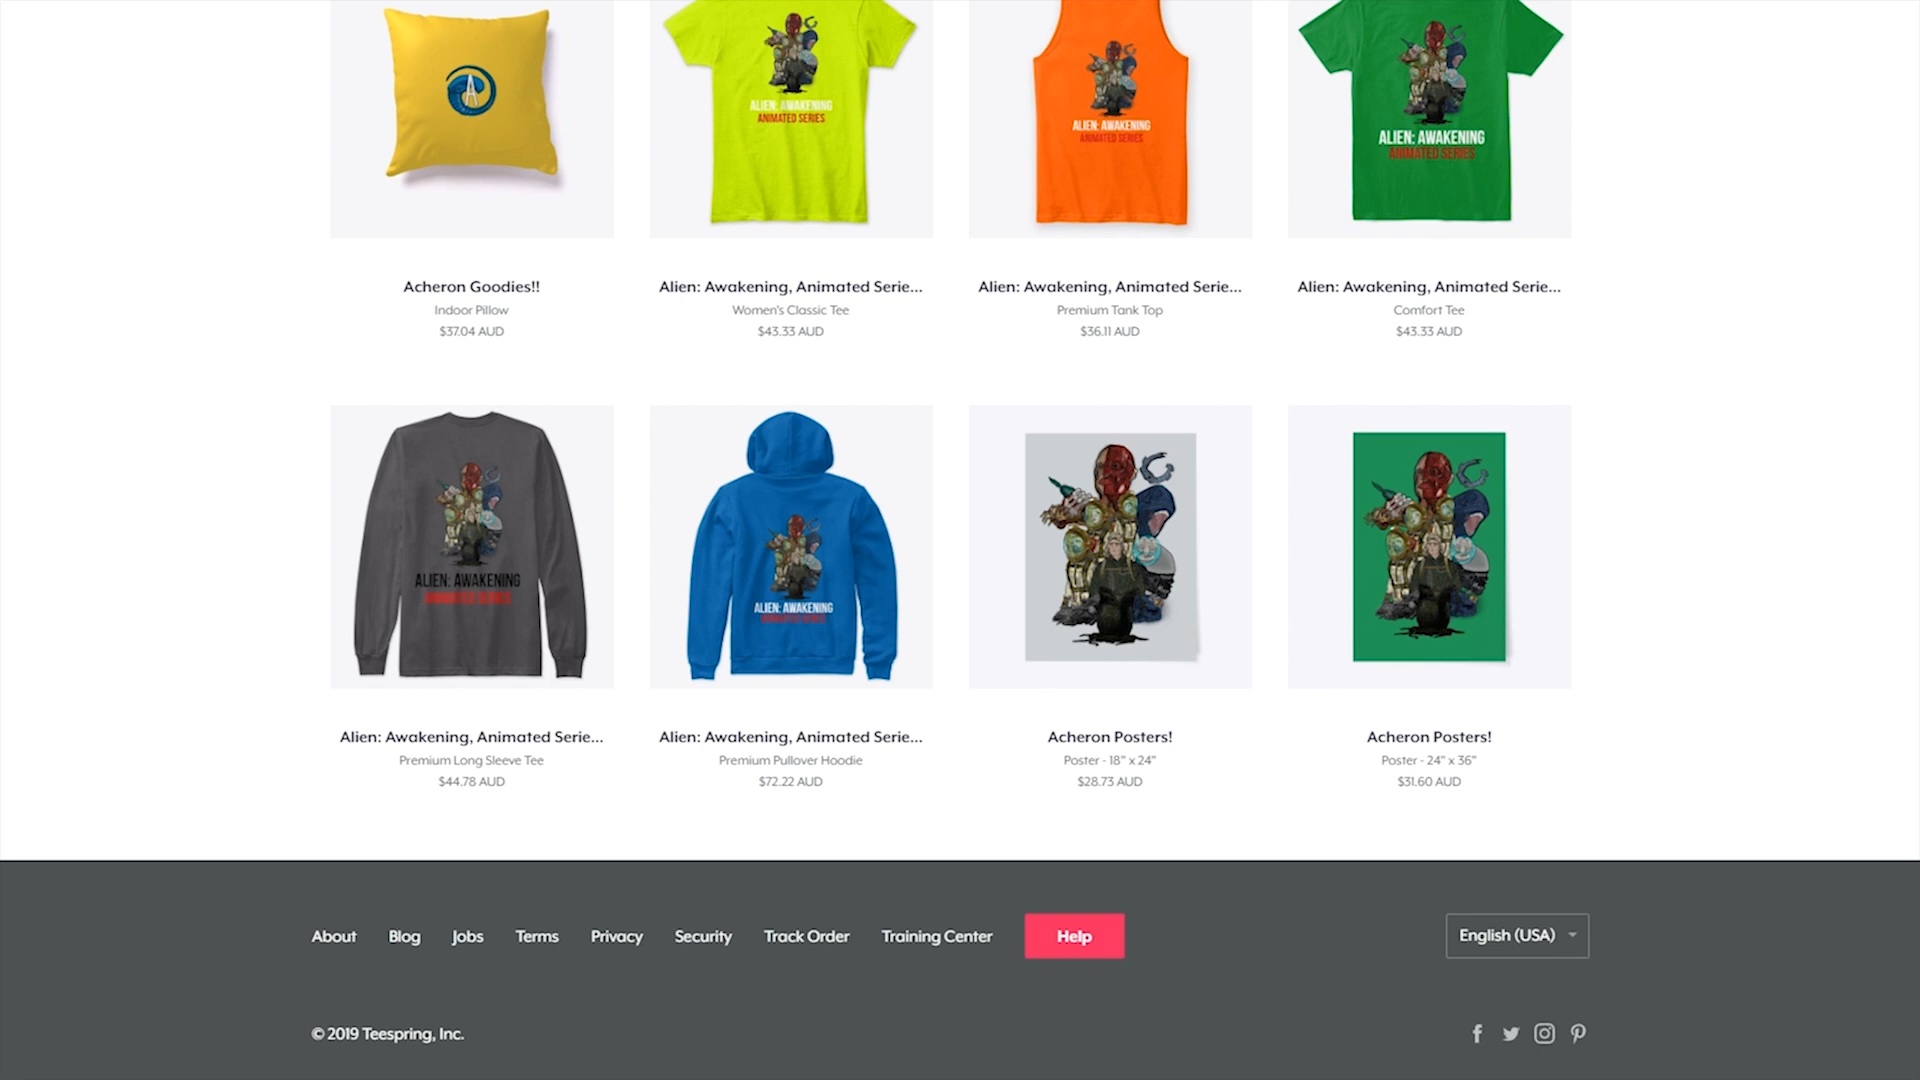 A
ALIEN: AWAKENING
ANIMATED SERIES
ALIEN: AWAKENING
ANIMATED SERIES
ALIEN: AWAKENING
ANIMATED SERIES
Acheron Goodies!!
Indoor Pillow
$37.04 AUD
Alien: Awakening, Animated Serie...
Women's Classic Tee
$43.33 AUD
Alien: Awakening, Animated Serie...
Premium Tank Top
$36.11 AUD
Alien: Awakening, Animated Serie...
Comfort Tee
$43.33 AUD
ALIEN: AWAKENING
ANIMATED SERIES
ALIEN: AWAKENING
ANIMATED SERIES
Alien: Awakening, Animated Serie...
Premium Long Sleeve Tee
$44.78 AUD
Alien: Awakening, Animated Serie...
Premium Pullover Hoodie
$72.22 AUD
Acheron Posters!
Poster - 18" x 24"
$28.73 AUD
Acheron Posters!
Poster - 24" x 36"
$31.60 AUD
About Blog Jobs Terms Privacy Security Track Order Training Center Help English (USA)
© 2019 Teespring, Inc.